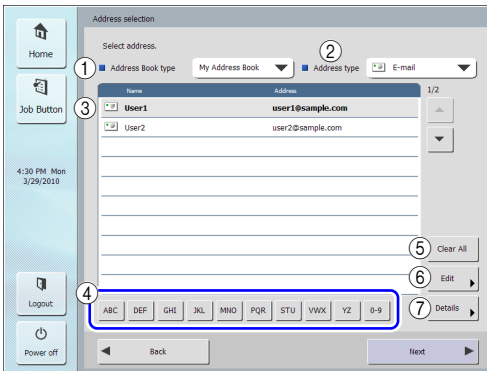 Address selection
Home
Select address.
1 Address Book type My Address Book 2 Address type E-mail
Name Address 1/2
Job Button
3 User1 user1@sample.com
User2 user2@sample.com
4:30 PM Mon
3/29/2010
5 Clear All
6 Edit
Logout
4 ABC DEF GHI JKL MNO PQR STU VWX YZ 0-9
7 Details
Power off
Back Next